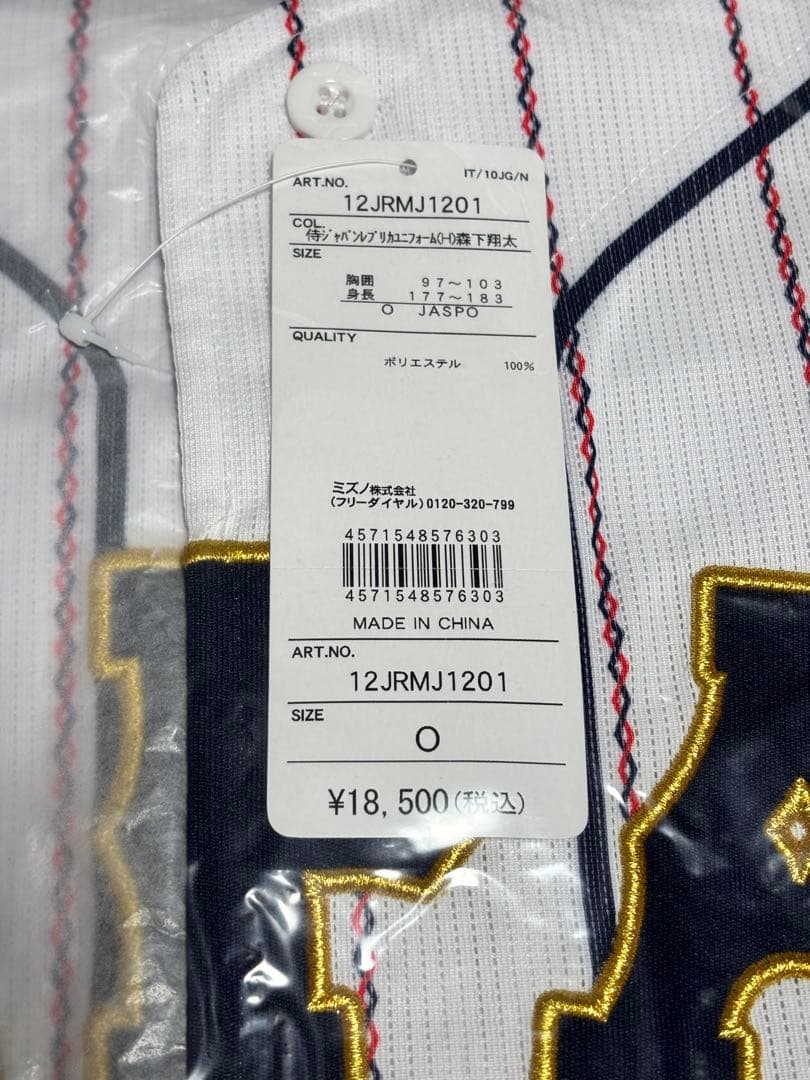 IT/10JG/N
ART.NO.
12JRMJ1201
COL.
侍ｼﾞｬﾊﾟﾝﾚﾌﾟﾘｶﾕﾆﾌｫｰﾑ(H)森下翔太
SIZE
胸囲 97～103
身長 177～183
O JASPO
QUALITY
ポリエステル 100%
ミズノ株式会社
(フリーダイヤル)0120-320-799
4571548576303
4571548576303
MADE IN CHINA
ART.NO.
12JRMJ1201
SIZE
O
¥18,500(税込)